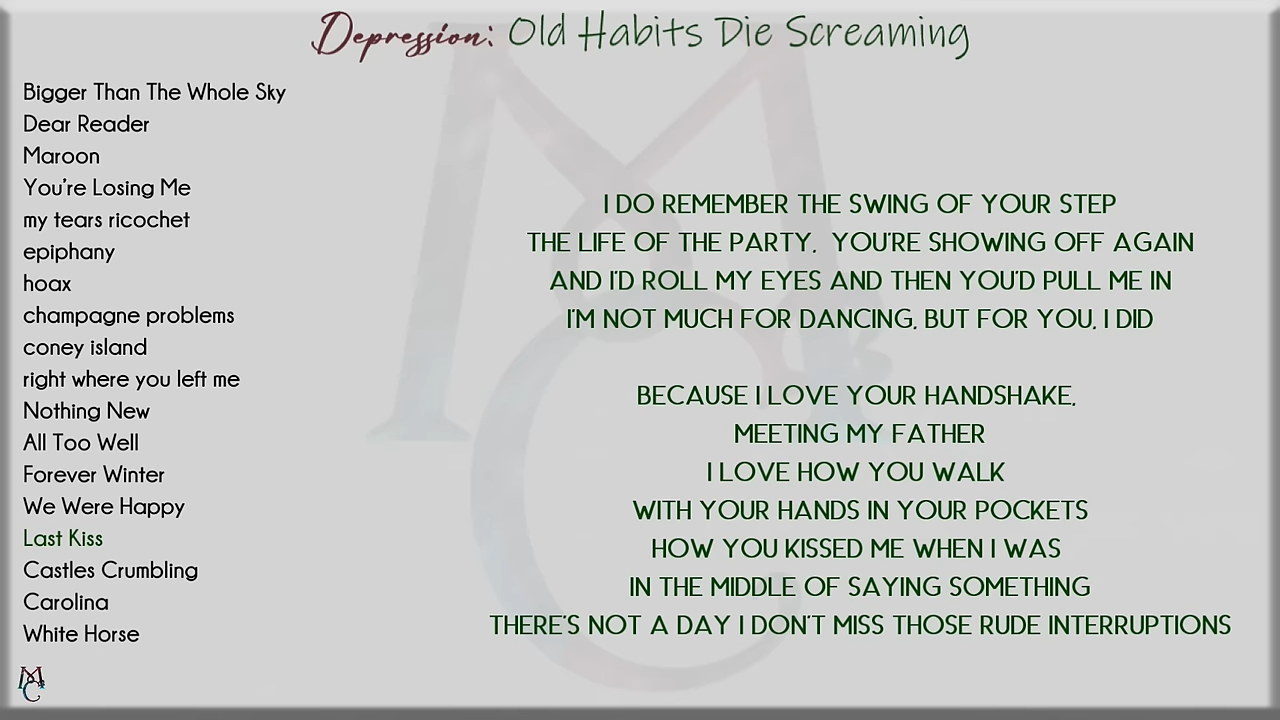 Depression: Old Habits Die Screaming
Bigger Than The Whole Sky
Dear Reader
Maroon
You're Losing Me
my tears ricochet
epiphany
hoax
champagne problems
coney island
right where you left me
Nothing New
All Too Well
Forever Winter
We Were Happy
Last Kiss
Castles Crumbling
Carolina
White Horse
I DO REMEMBER THE SWING OF YOUR STEP
THE LIFE OF THE PARTY, YOU'RE SHOWING OFF AGAIN
AND I'D ROLL MY EYES AND THEN YOU'D PULL ME IN
I'M NOT MUCH FOR DANCING, BUT FOR YOU, I DID
BECAUSE I LOVE YOUR HANDSHAKE,
MEETING MY FATHER
I LOVE HOW YOU WALK
WITH YOUR HANDS IN YOUR POCKETS
HOW YOU KISSED ME WHEN I WAS
IN THE MIDDLE OF SAYING SOMETHING
THERE'S NOT A DAY I DON'T MISS THOSE RUDE INTERRUPTIONS